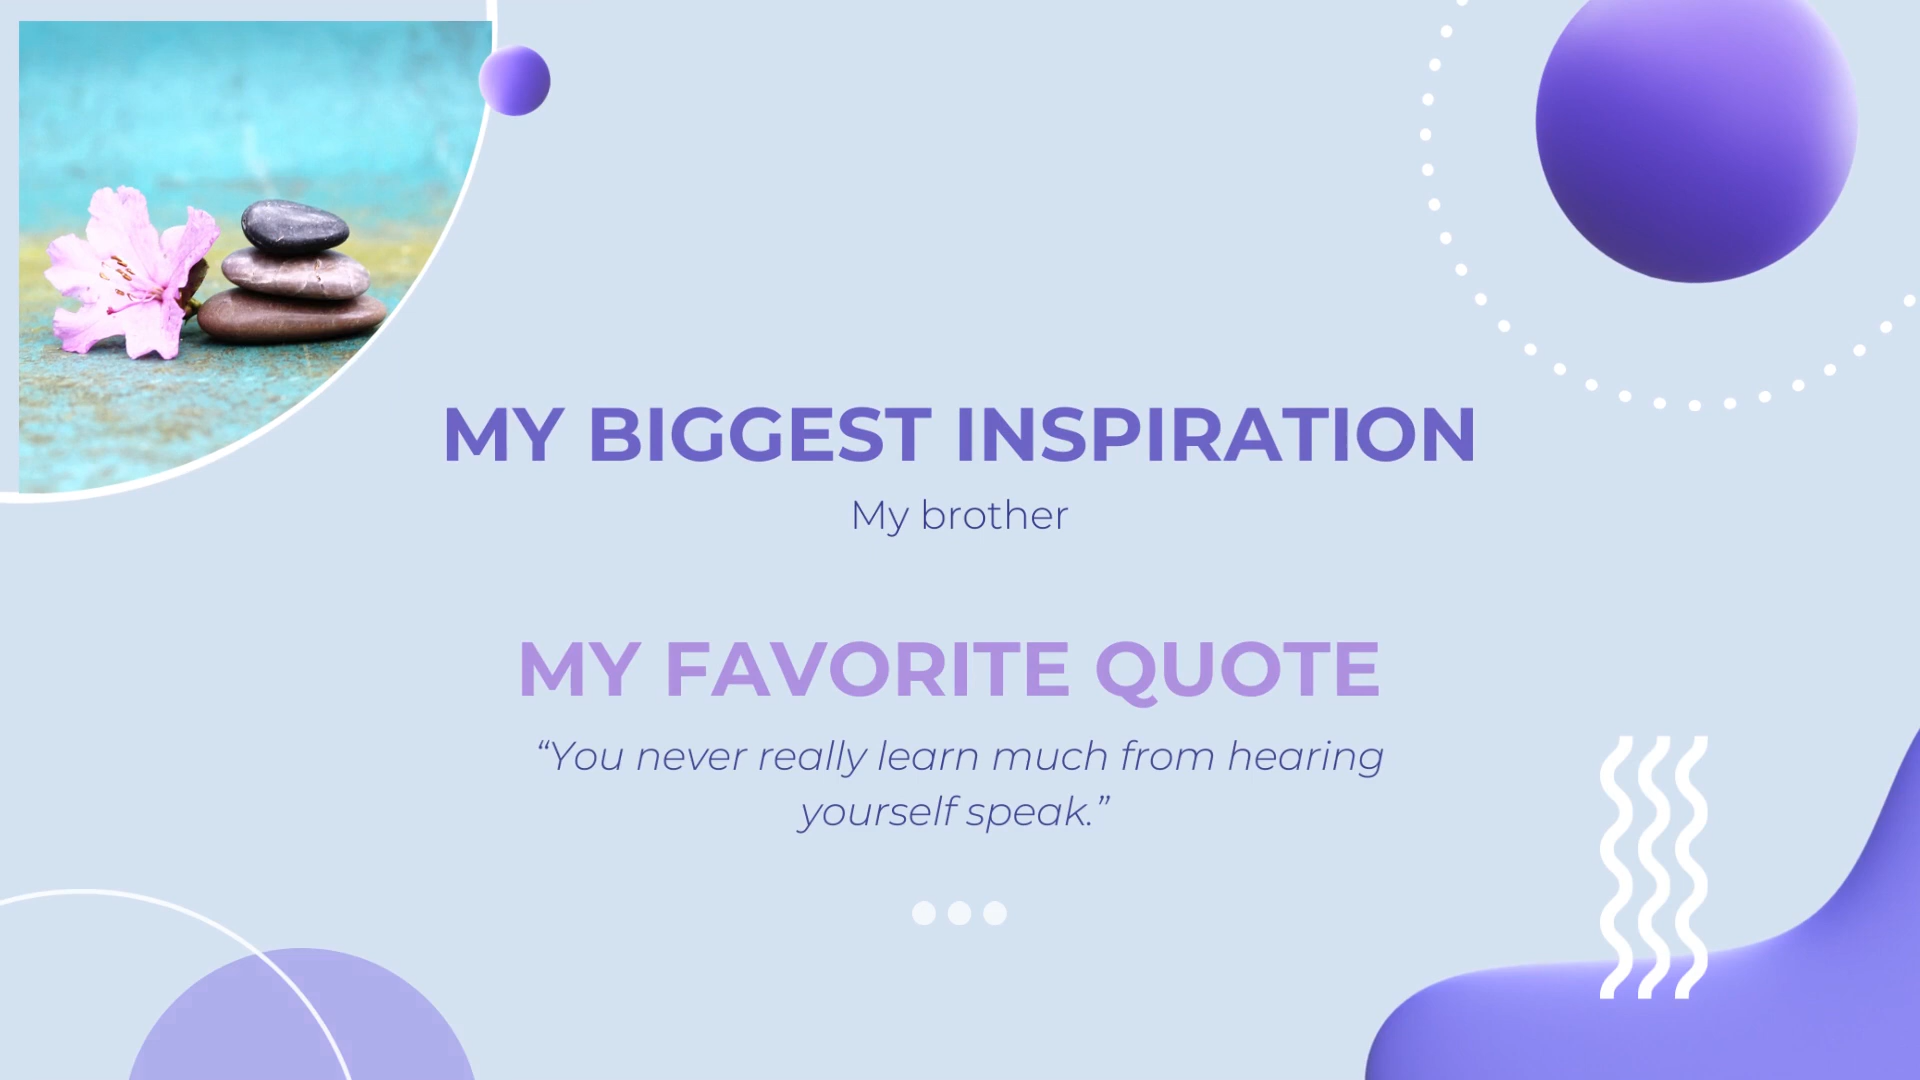 MY BIGGEST INSPIRATION
My brother
MY FAVORITE QUOTE
“You never really learn much from hearing
yourself speak.”